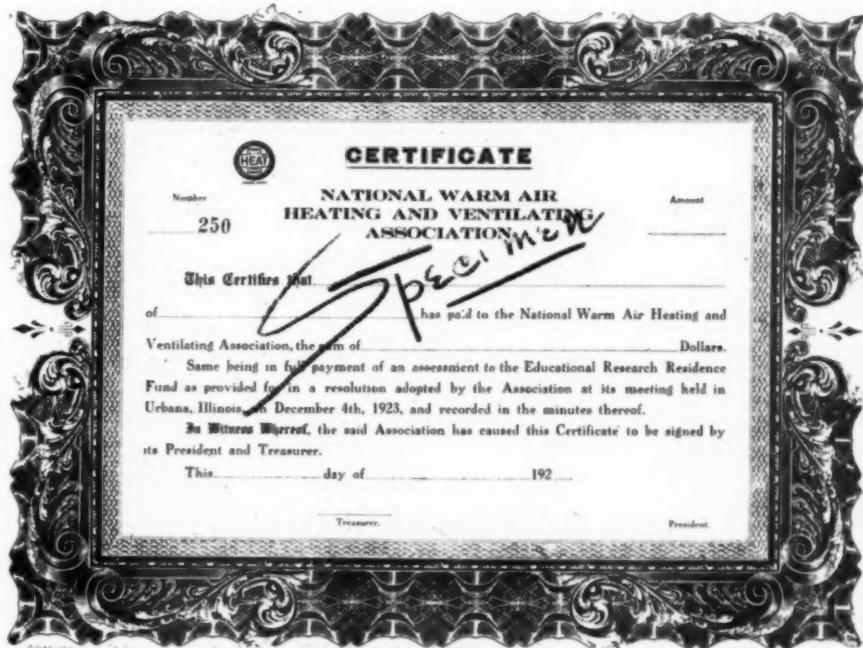 HEAT
CERTIFICATE
Number
250
NATIONAL WARM AIR
HEATING AND VENTILATING
ASSOCIATION
Amount
Specimen
This Certifies that
of has paid to the National Warm Air Heating and
Ventilating Association, the sum of Dollars.
Same being in full payment of an assessment to the Educational Research Residence
Fund as provided for in a resolution adopted by the Association at its meeting held in
Urbana, Illinois, on December 4th, 1923, and recorded in the minutes thereof.
In Witness Whereof, the said Association has caused this Certificate to be signed by
its President and Treasurer.
This day of 192
Treasurer. President.